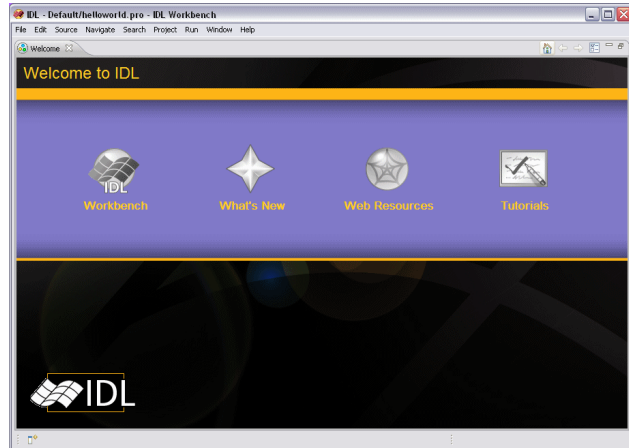 IDL - Default/helloworld.pro - IDL Workbench
File Edit Source Navigate Search Project Run Window Help
Welcome
Welcome to IDL
IDL
Workbench What's New Web Resources Tutorials
IDL